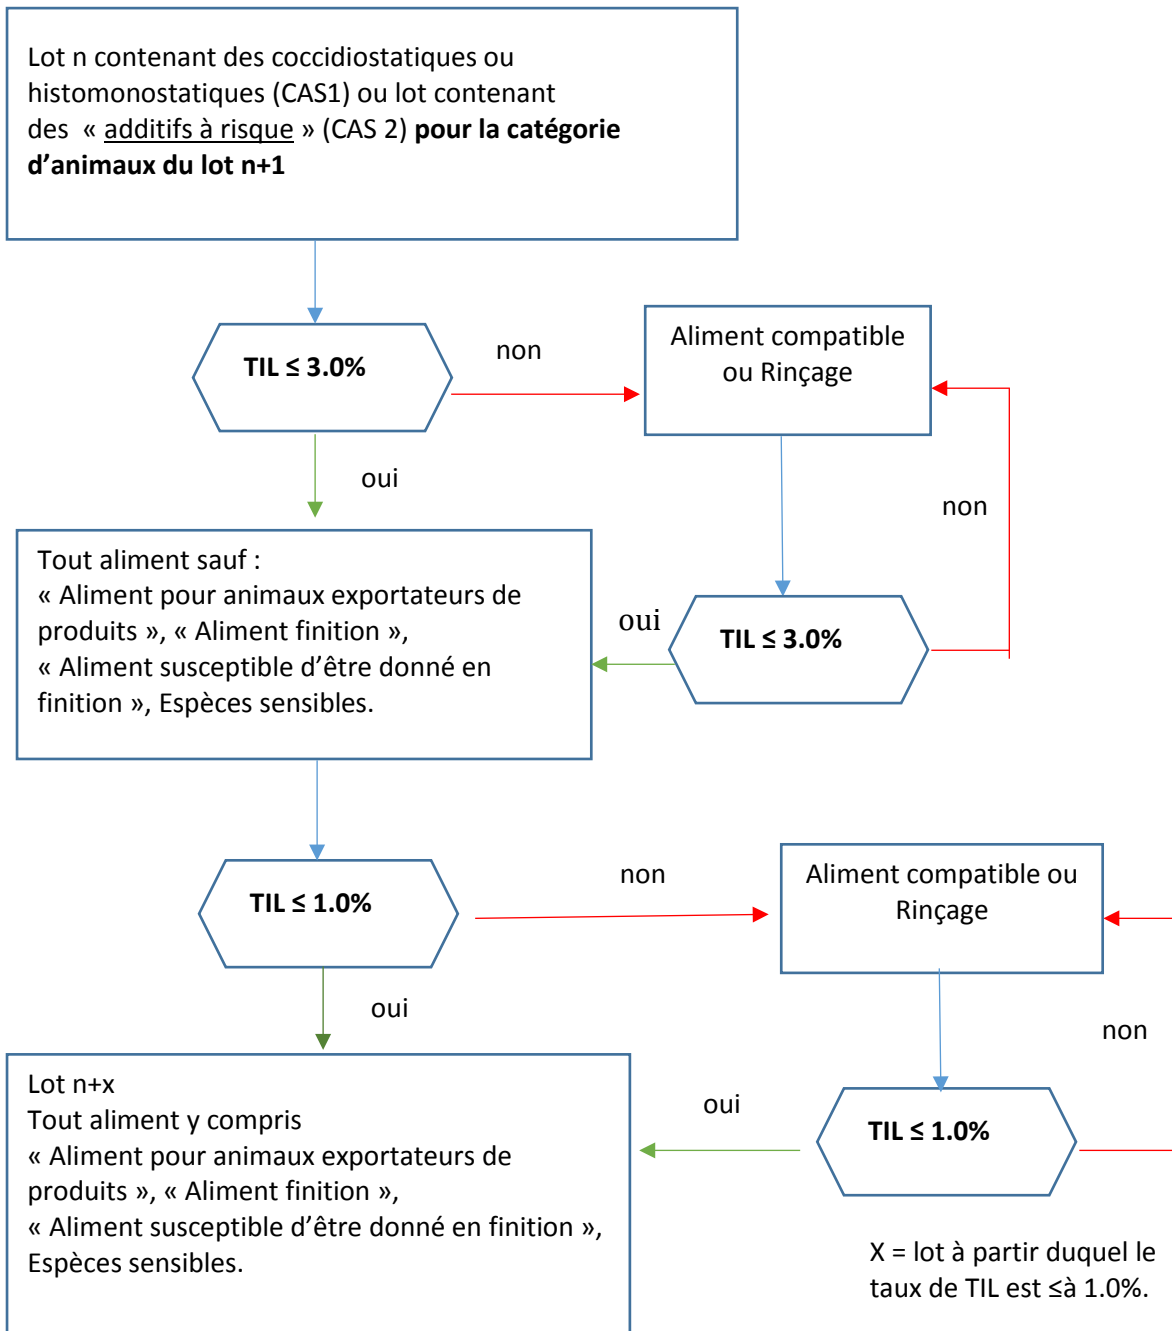 Lot n contenant des coccidiostatiques ou
histomonostatiques (CAS1) ou lot contenant
des « additifs à risque » (CAS 2) pour la catégorie
d’animaux du lot n+1
TIL ≤ 3.0%
non
Aliment compatible
ou Rinçage
oui
non
Tout aliment sauf :
« Aliment pour animaux exportateurs de
produits », « Aliment finition »,
« Aliment susceptible d’être donné en
finition », Espèces sensibles.
oui
TIL ≤ 3.0%
TIL ≤ 1.0%
non
Aliment compatible ou
Rinçage
oui
non
Lot n+x
Tout aliment y compris
« Aliment pour animaux exportateurs de
produits », « Aliment finition »,
« Aliment susceptible d’être donné en finition »,
Espèces sensibles.
oui
TIL ≤ 1.0%
X = lot à partir duquel le
taux de TIL est ≤à 1.0%.